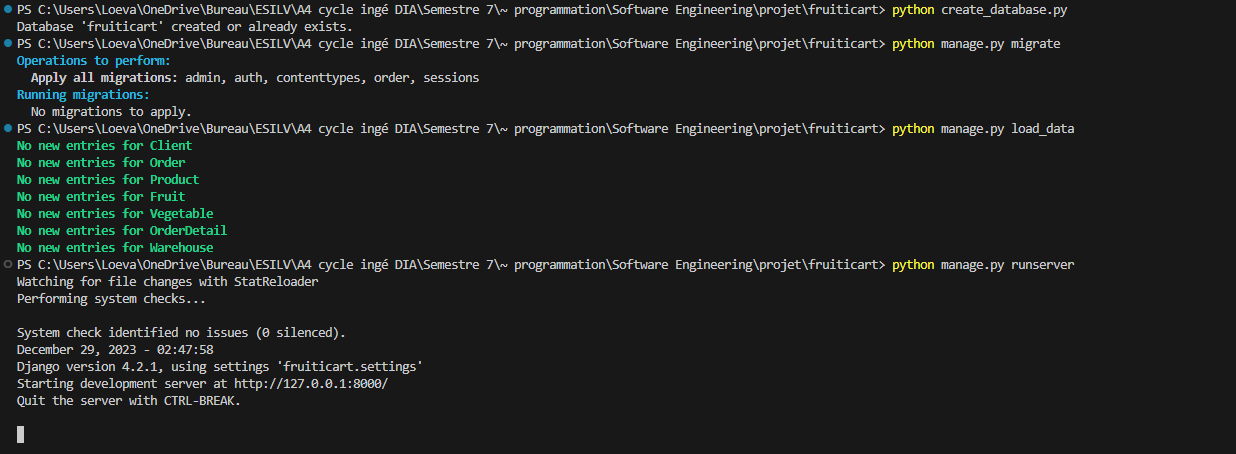 PS C:\Users\Loeva\OneDrive\Bureau\ESILV\A4 cycle ingé DIA\Semestre 7\~ programmation\Software Engineering\projet\fruiticart> python create_database.py
Database 'fruiticart' created or already exists.
PS C:\Users\Loeva\OneDrive\Bureau\ESILV\A4 cycle ingé DIA\Semestre 7\~ programmation\Software Engineering\projet\fruiticart> python manage.py migrate
Operations to perform:
  Apply all migrations: admin, auth, contenttypes, order, sessions
Running migrations:
  No migrations to apply.
PS C:\Users\Loeva\OneDrive\Bureau\ESILV\A4 cycle ingé DIA\Semestre 7\~ programmation\Software Engineering\projet\fruiticart> python manage.py load_data
No new entries for Client
No new entries for Order
No new entries for Product
No new entries for Fruit
No new entries for Vegetable
No new entries for OrderDetail
No new entries for Warehouse
PS C:\Users\Loeva\OneDrive\Bureau\ESILV\A4 cycle ingé DIA\Semestre 7\~ programmation\Software Engineering\projet\fruiticart> python manage.py runserver
Watching for file changes with StatReloader
Performing system checks...

System check identified no issues (0 silenced).
December 29, 2023 - 02:47:58
Django version 4.2.1, using settings 'fruiticart.settings'
Starting development server at http://127.0.0.1:8000/
Quit the server with CTRL-BREAK.